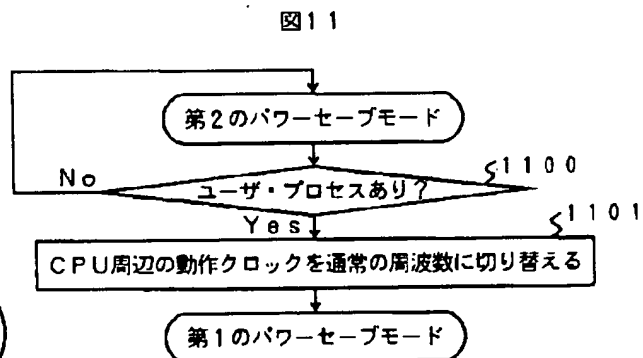 図11
第2のパワーセーブモード
ユーザ・プロセスあり？
1100
No
Yes
1101
CPU周辺の動作クロックを通常の周波数に切り替える
第1のパワーセーブモード